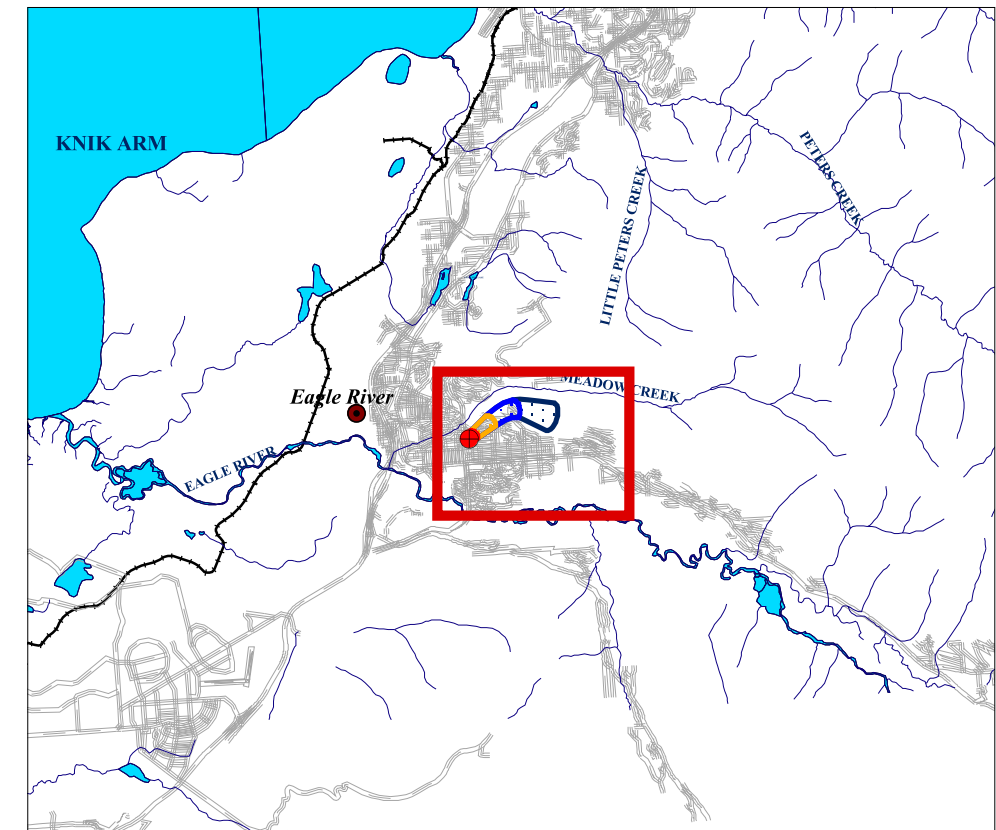 KNIK ARM
PETERS CREEK
LITTLE PETERS CREEK
MEADOW CREEK
Eagle River
EAGLE RIVER